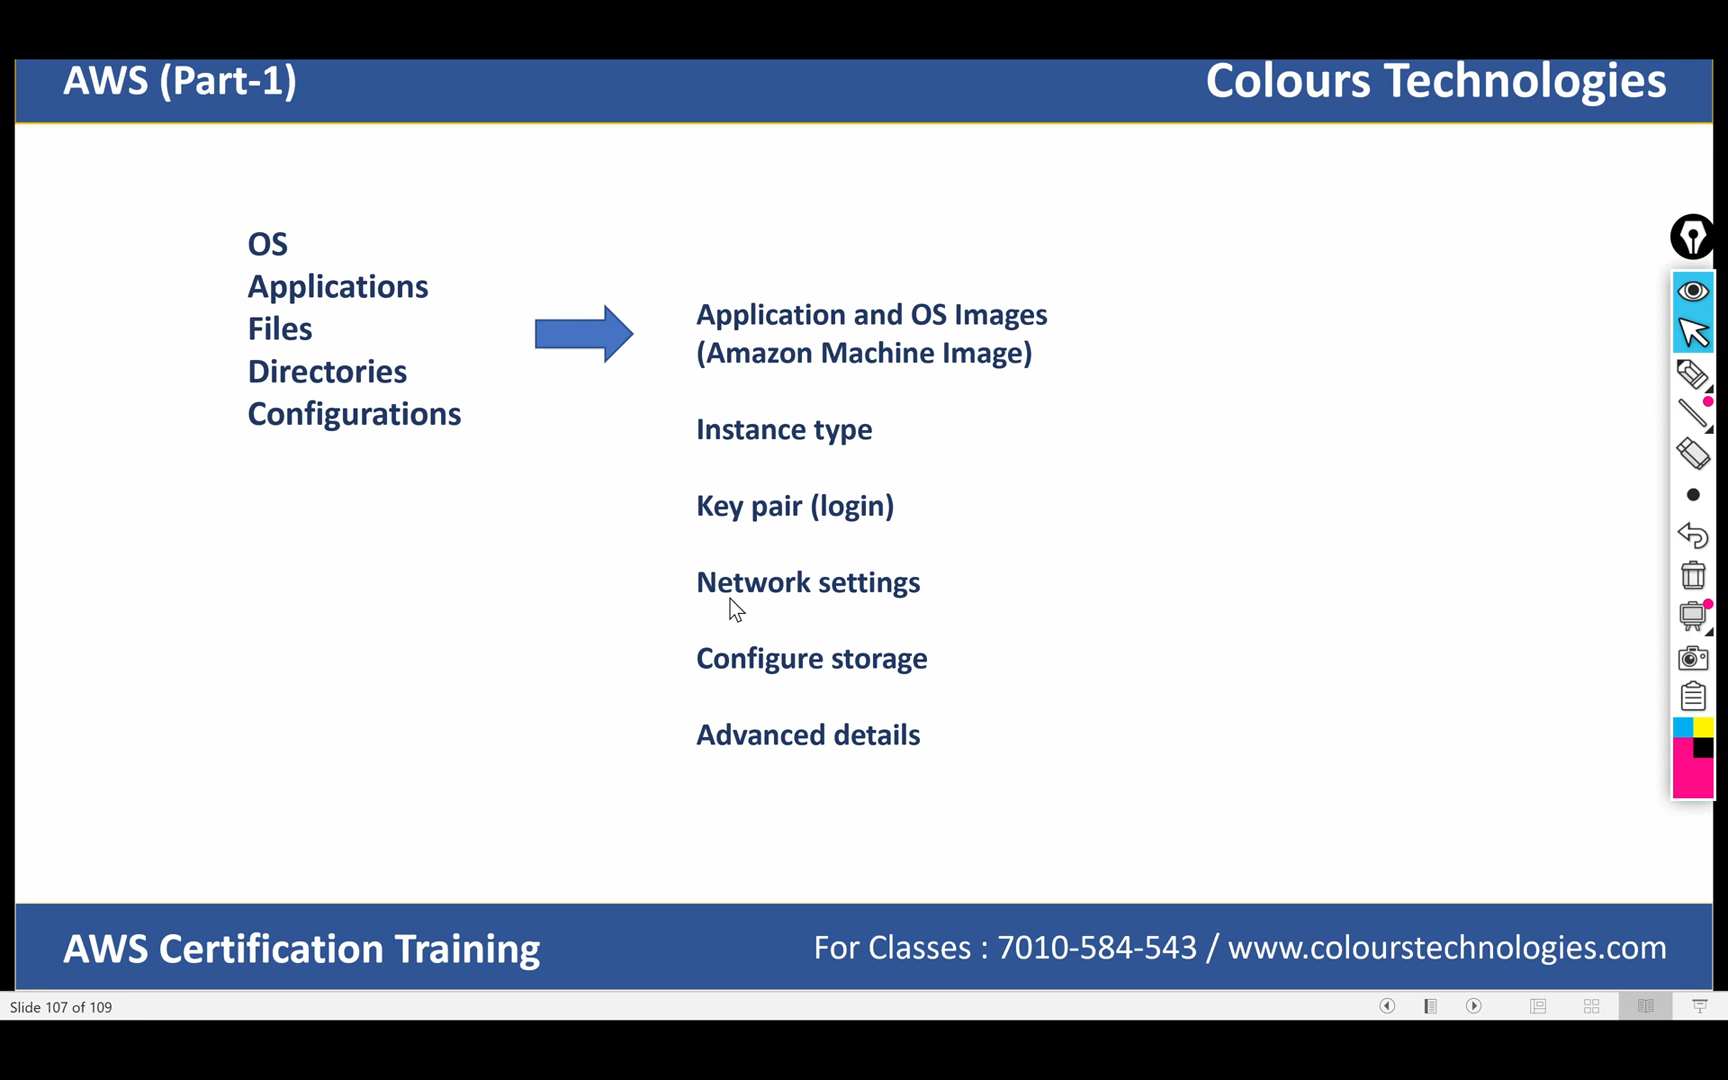 AWS (Part-1)
Colours Technologies
OS
Applications
Files
Directories
Configurations
Application and OS Images
(Amazon Machine Image)
Instance type
Key pair (login)
Network settings
Configure storage
Advanced details
AWS Certification Training
For Classes : 7010-584-543 / www.colourstechnologies.com
Slide 107 of 109